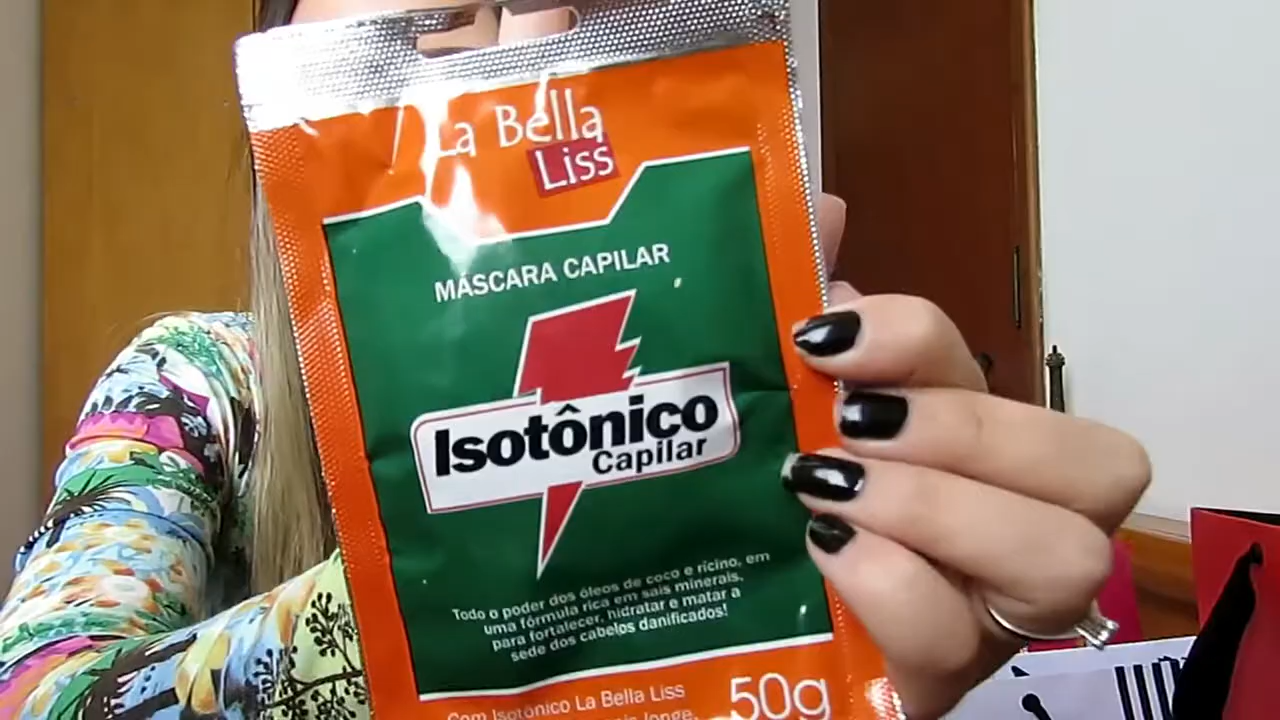 La Bella
Liss
MÁSCARA CAPILAR
Isotônico
Capilar
Todo o poder dos óleos de coco e rícino, em
uma fórmula rica em sais minerais,
para fortalecer, hidratar e matar a
sede dos cabelos danificados!
Com Isotônico La Bella Liss
50g
longe,